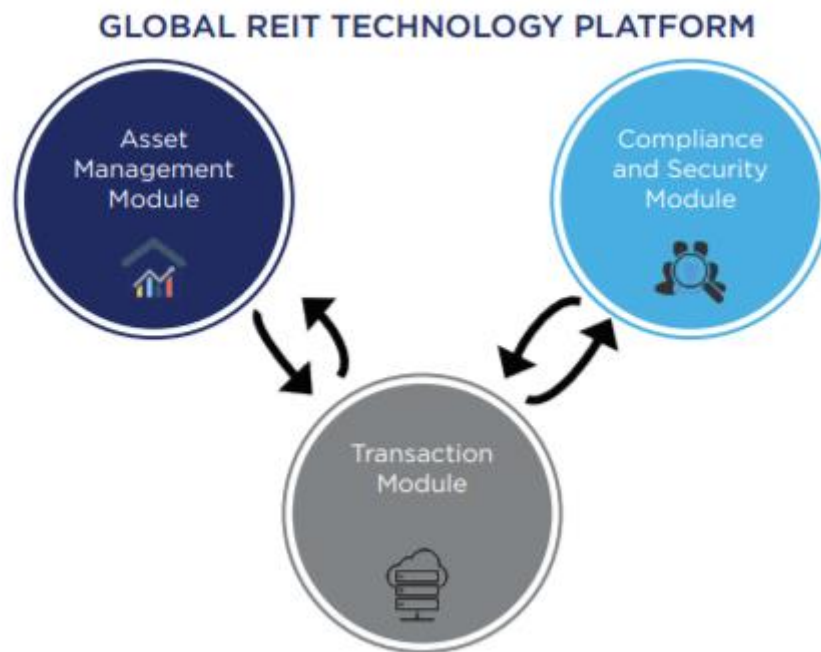 GLOBAL REIT TECHNOLOGY PLATFORM
Asset
Management
Module
Compliance
and Security
Module
Transaction
Module